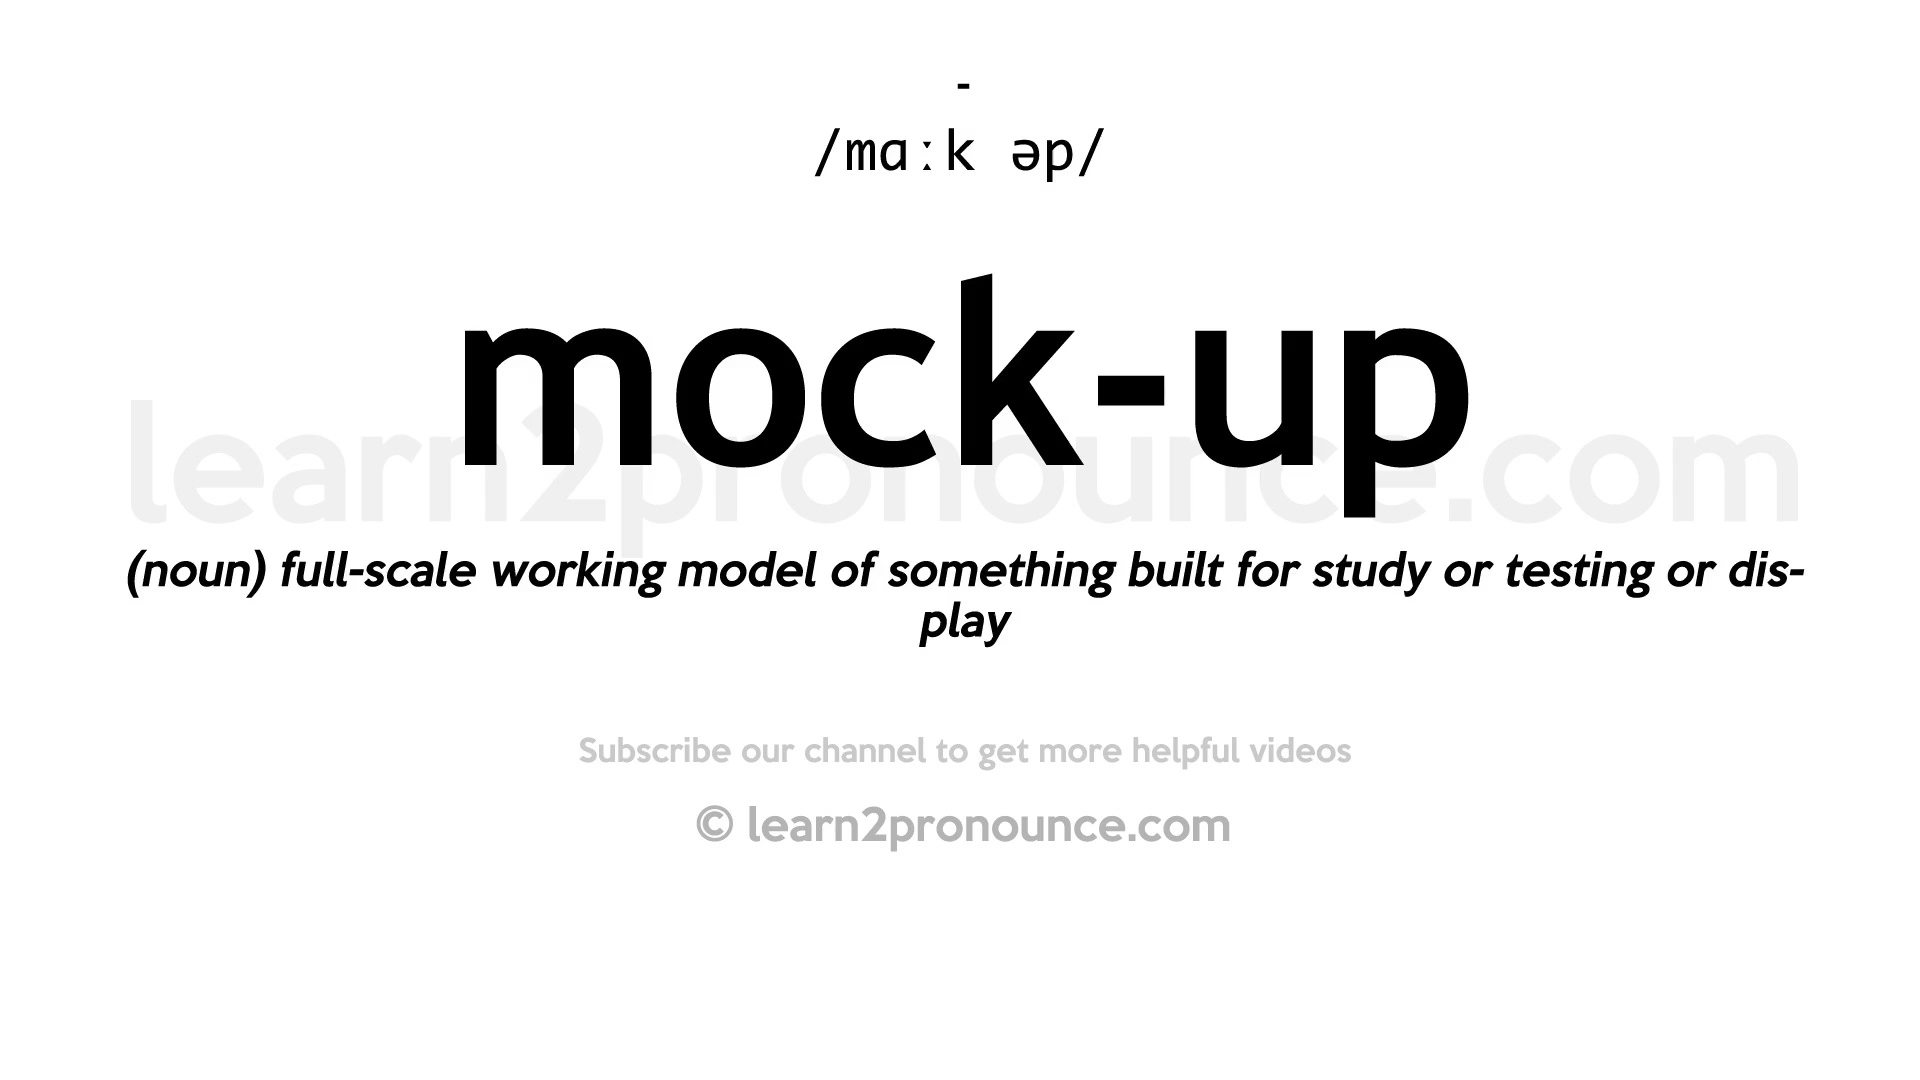 -
/mɑːk əp/
mock-up
learn2pronounce.com
(noun) full-scale working model of something built for study or testing or dis-
play
Subscribe our channel to get more helpful videos
© learn2pronounce.com